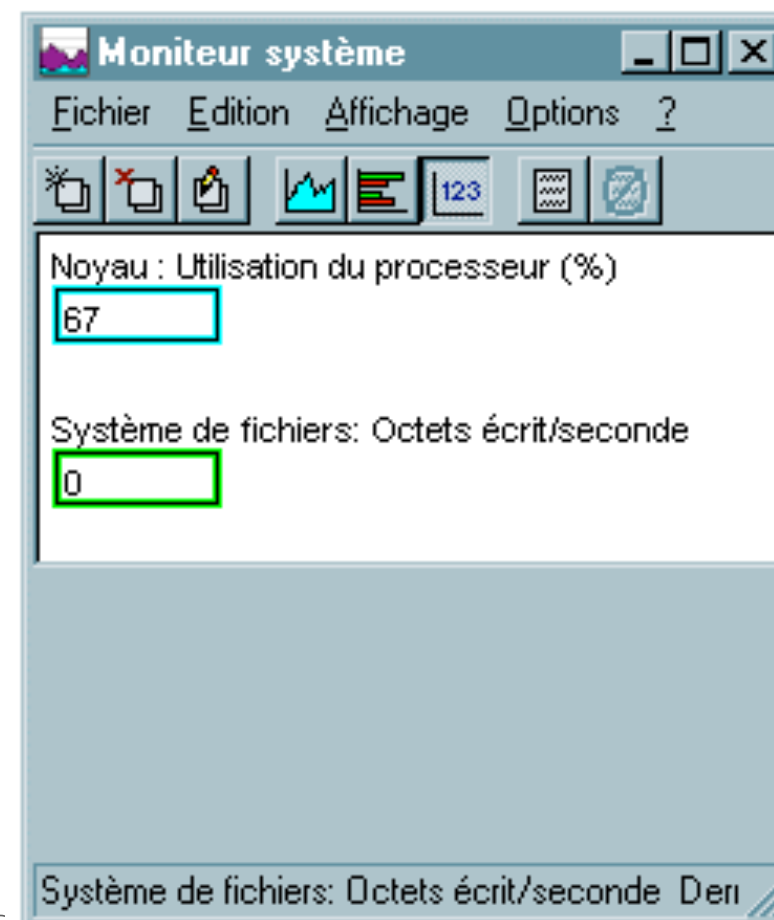 Moniteur système
Fichier Edition Affichage Options ?
123
Noyau : Utilisation du processeur (%)
67
Système de fichiers: Octets écrit/seconde
0
Système de fichiers: Octets écrit/seconde